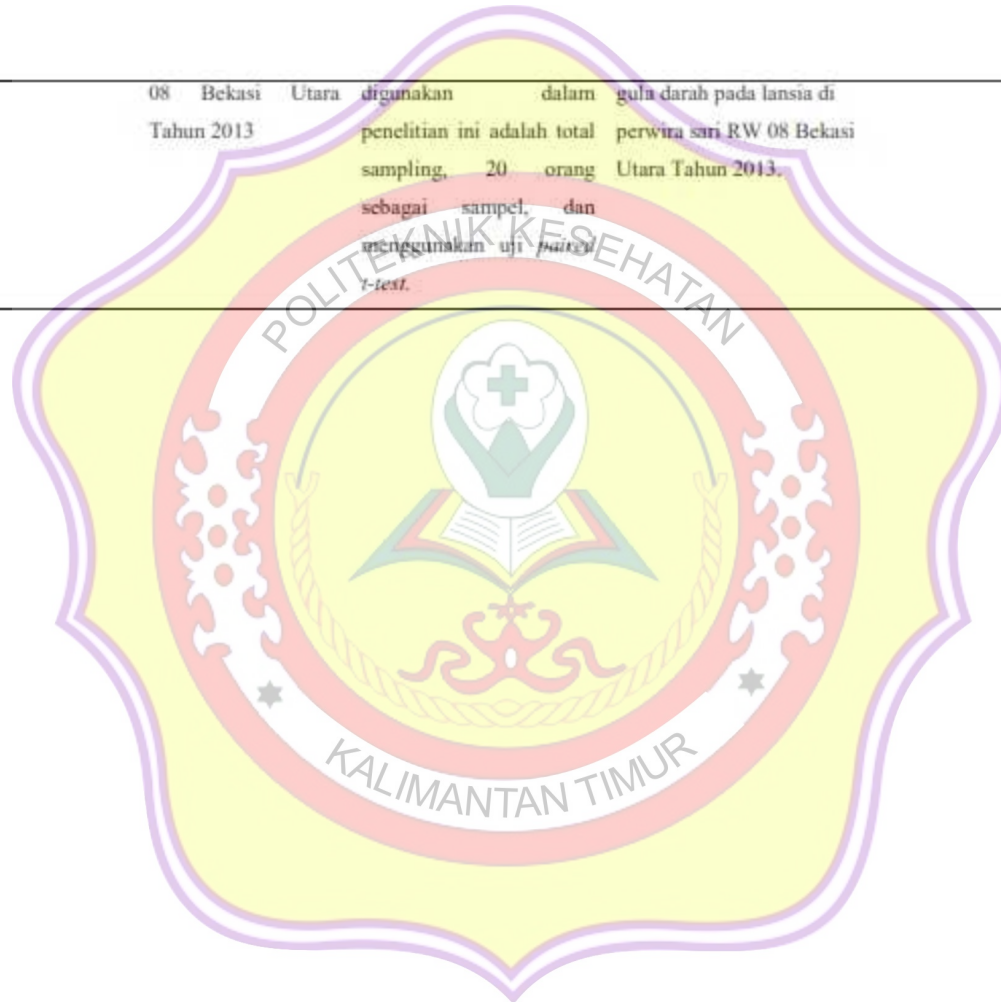 08 Bekasi Utara
Tahun 2013
digunakan dalam
penelitian ini adalah total
sampling, 20 orang
sebagai sampel, dan
menggunakan uji paired
t-test.
gula darah pada lansia di
perwira sari RW 08 Bekasi
Utara Tahun 2013.
POLITEKNIK KESEHATAN
KALIMANTAN TIMUR